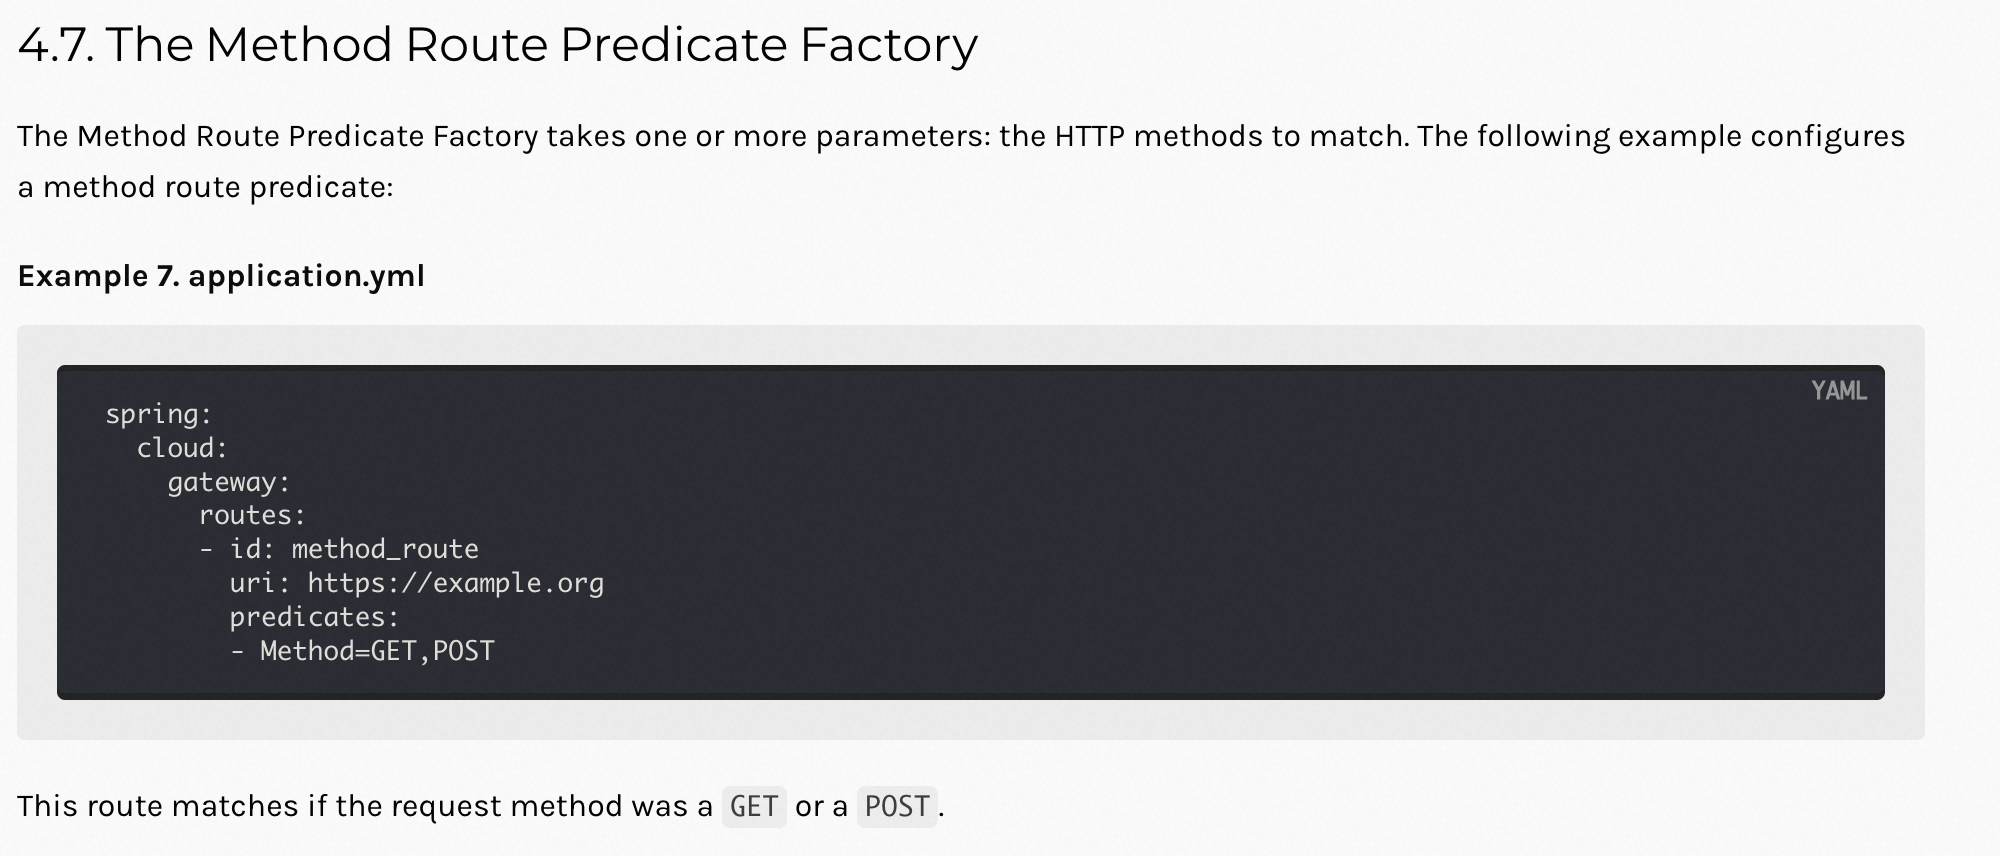 4.7. The Method Route Predicate Factory
The Method Route Predicate Factory takes one or more parameters: the HTTP methods to match. The following example configures
a method route predicate:
Example 7. application.yml
YAML
spring:
  cloud:
    gateway:
      routes:
      - id: method_route
        uri: https://example.org
        predicates:
        - Method=GET,POST
This route matches if the request method was a GET or a POST.